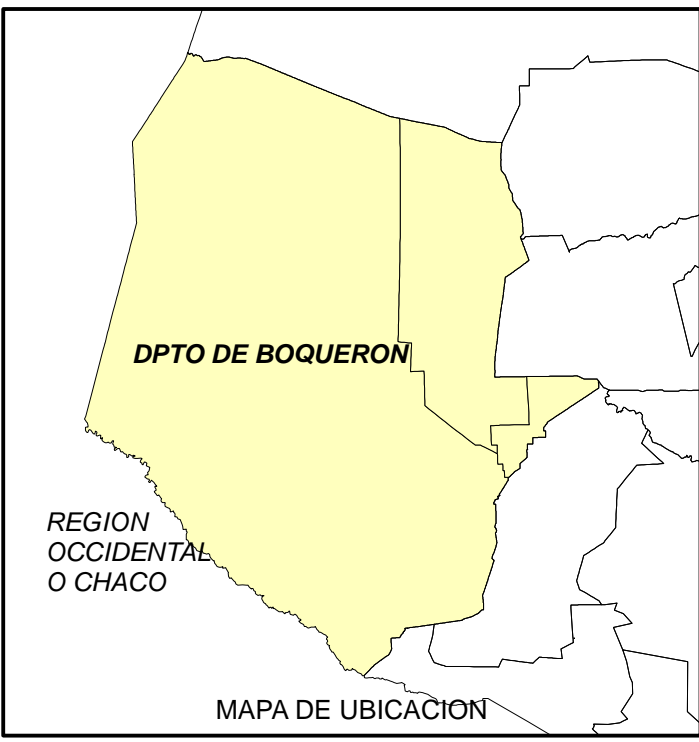 DPTO DE BOQUERON
REGION
OCCIDENTAL
O CHACO
MAPA DE UBICACION